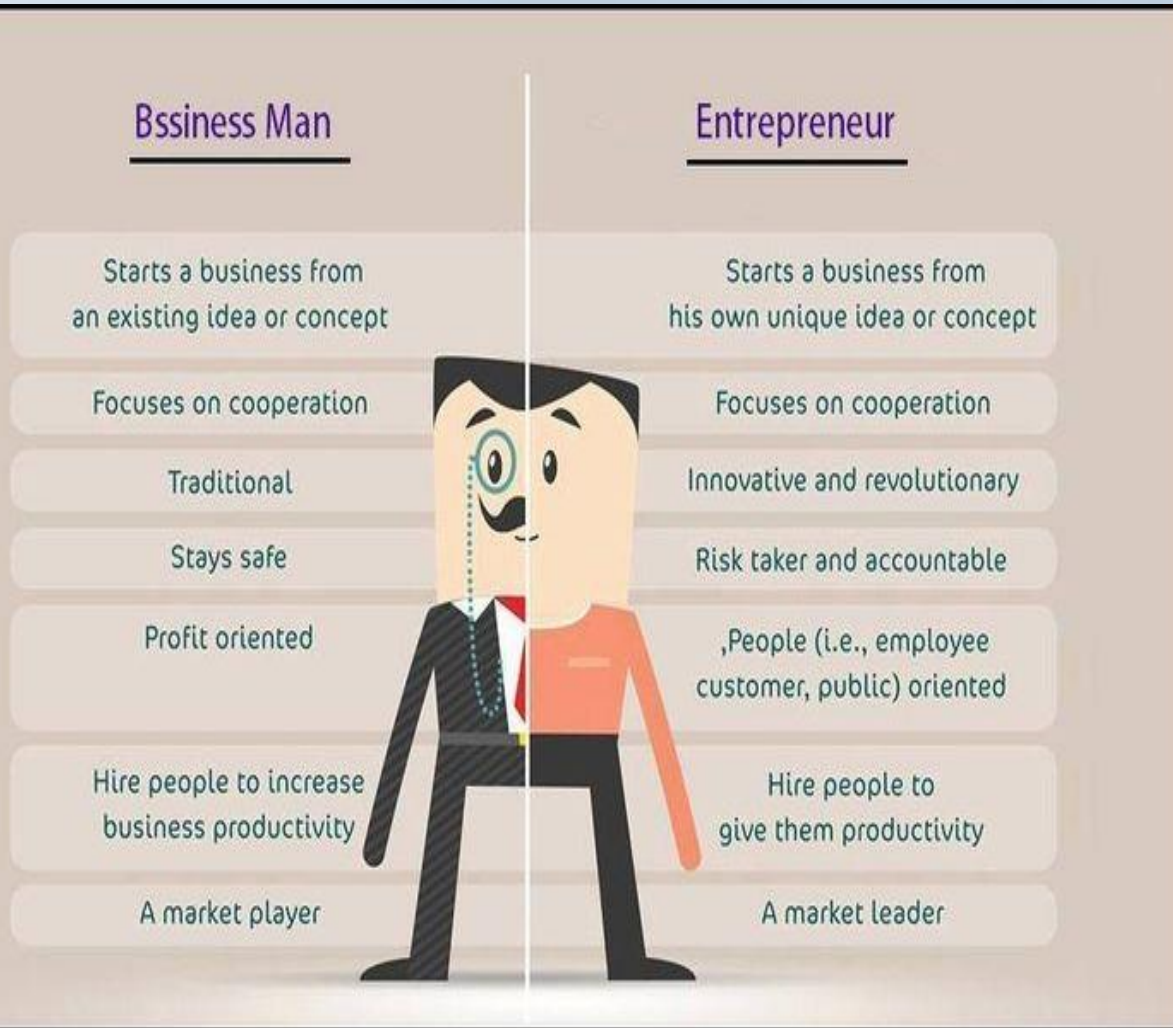 Bssiness Man
Entrepreneur
Starts a business from
an existing idea or concept
Starts a business from
his own unique idea or concept
Focuses on cooperation
Focuses on cooperation
Traditional
Innovative and revolutionary
Stays safe
Risk taker and accountable
Profit oriented
,People (i.e., employee
customer, public) oriented
Hire people to increase
business productivity
Hire people to
give them productivity
A market player
A market leader